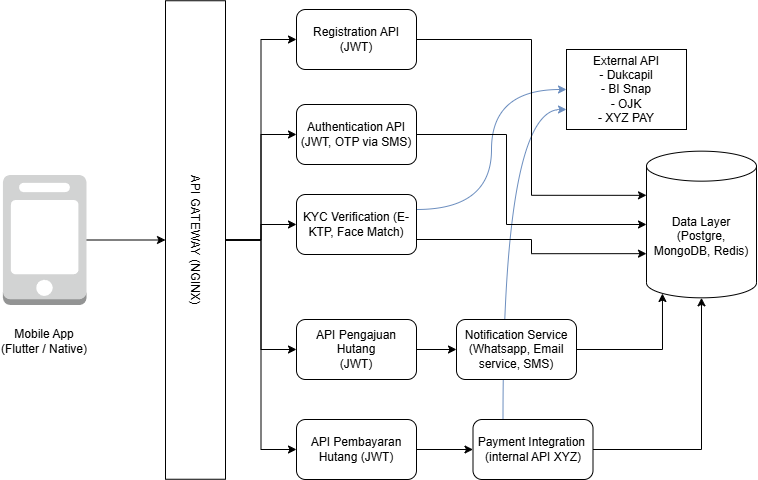 Registration API
(JWT)
External API
- Dukcapil
- BI Snap
- OJK
- XYZ PAY
Authentication API
(JWT, OTP via SMS)
API GATEWAY (NGINX)
KYC Verification (E-
KTP, Face Match)
Data Layer
(Postgre,
MongoDB, Redis)
Mobile App
(Flutter / Native)
API Pengajuan
Hutang
(JWT)
Notification Service
(Whatsapp, Email
service, SMS)
API Pembayaran
Hutang (JWT)
Payment Integration
(internal API XYZ)